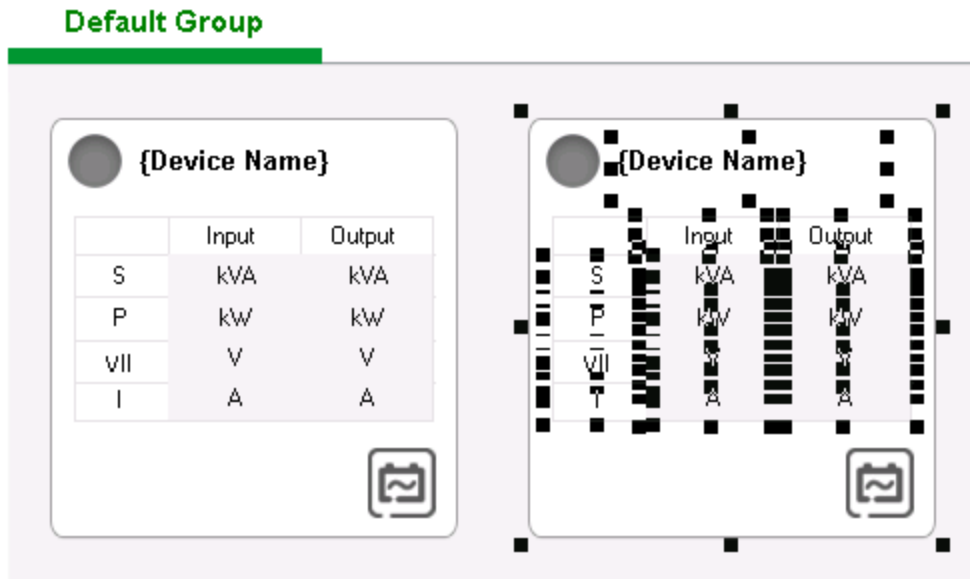 Default Group
{Device Name}
Input Output
S kVA kVA
P kW kW
Vll V V
I A A
{Device Name}
Input Output
S kVA kVA
P kW kW
Vll V V
I A A